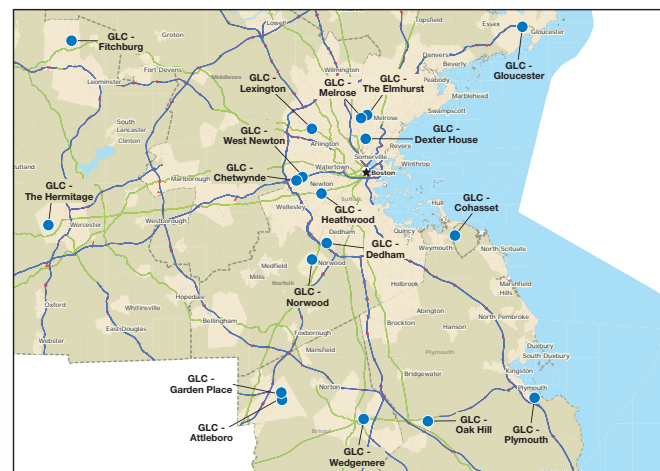 Lowell
Topsfield
Essex
Groton
Gloucester
GLC -
Fitchburg
Danvers
Wilmington
Beverly
GLC -
Gloucester
Fort Devens
Middlesex
GLC -
Lexington
GLC -
Melrose
GLC -
The Elmhurst
Peabody
Leominster
Marblehead
Swampscott
South
Lancaster
Melrose
GLC -
West Newton
GLC -
Dexter House
Clinton
Arlington
Revere
Somerville
Rutland
GLC -
Chetwynde
Watertown
Winthrop
Boston
Marlborough
GLC -
The Hermitage
Newton
Suffolk
GLC -
Cohasset
Wellesley
GLC -
Heathwood
Hull
Worcester
Westborough
Dedham
Quincy
GLC -
Dedham
Weymouth
North Scituate
Medfield
Norwood
Millis
Norfolk
Holbrook
Marshfield
Hills
GLC -
Norwood
Hopedale
Oxford
Whitinsville
Abington
North Pembroke
Bellingham
Brockton
Hanson
East Douglas
Foxborough
Webster
Duxbury
Mansfield
Plymouth
South Duxbury
Kingston
GLC -
Garden Place
Norton
Bridgewater
Plymouth
GLC -
Attleboro
GLC -
Oak Hill
GLC -
Plymouth
Bristol
GLC -
Wedgemere